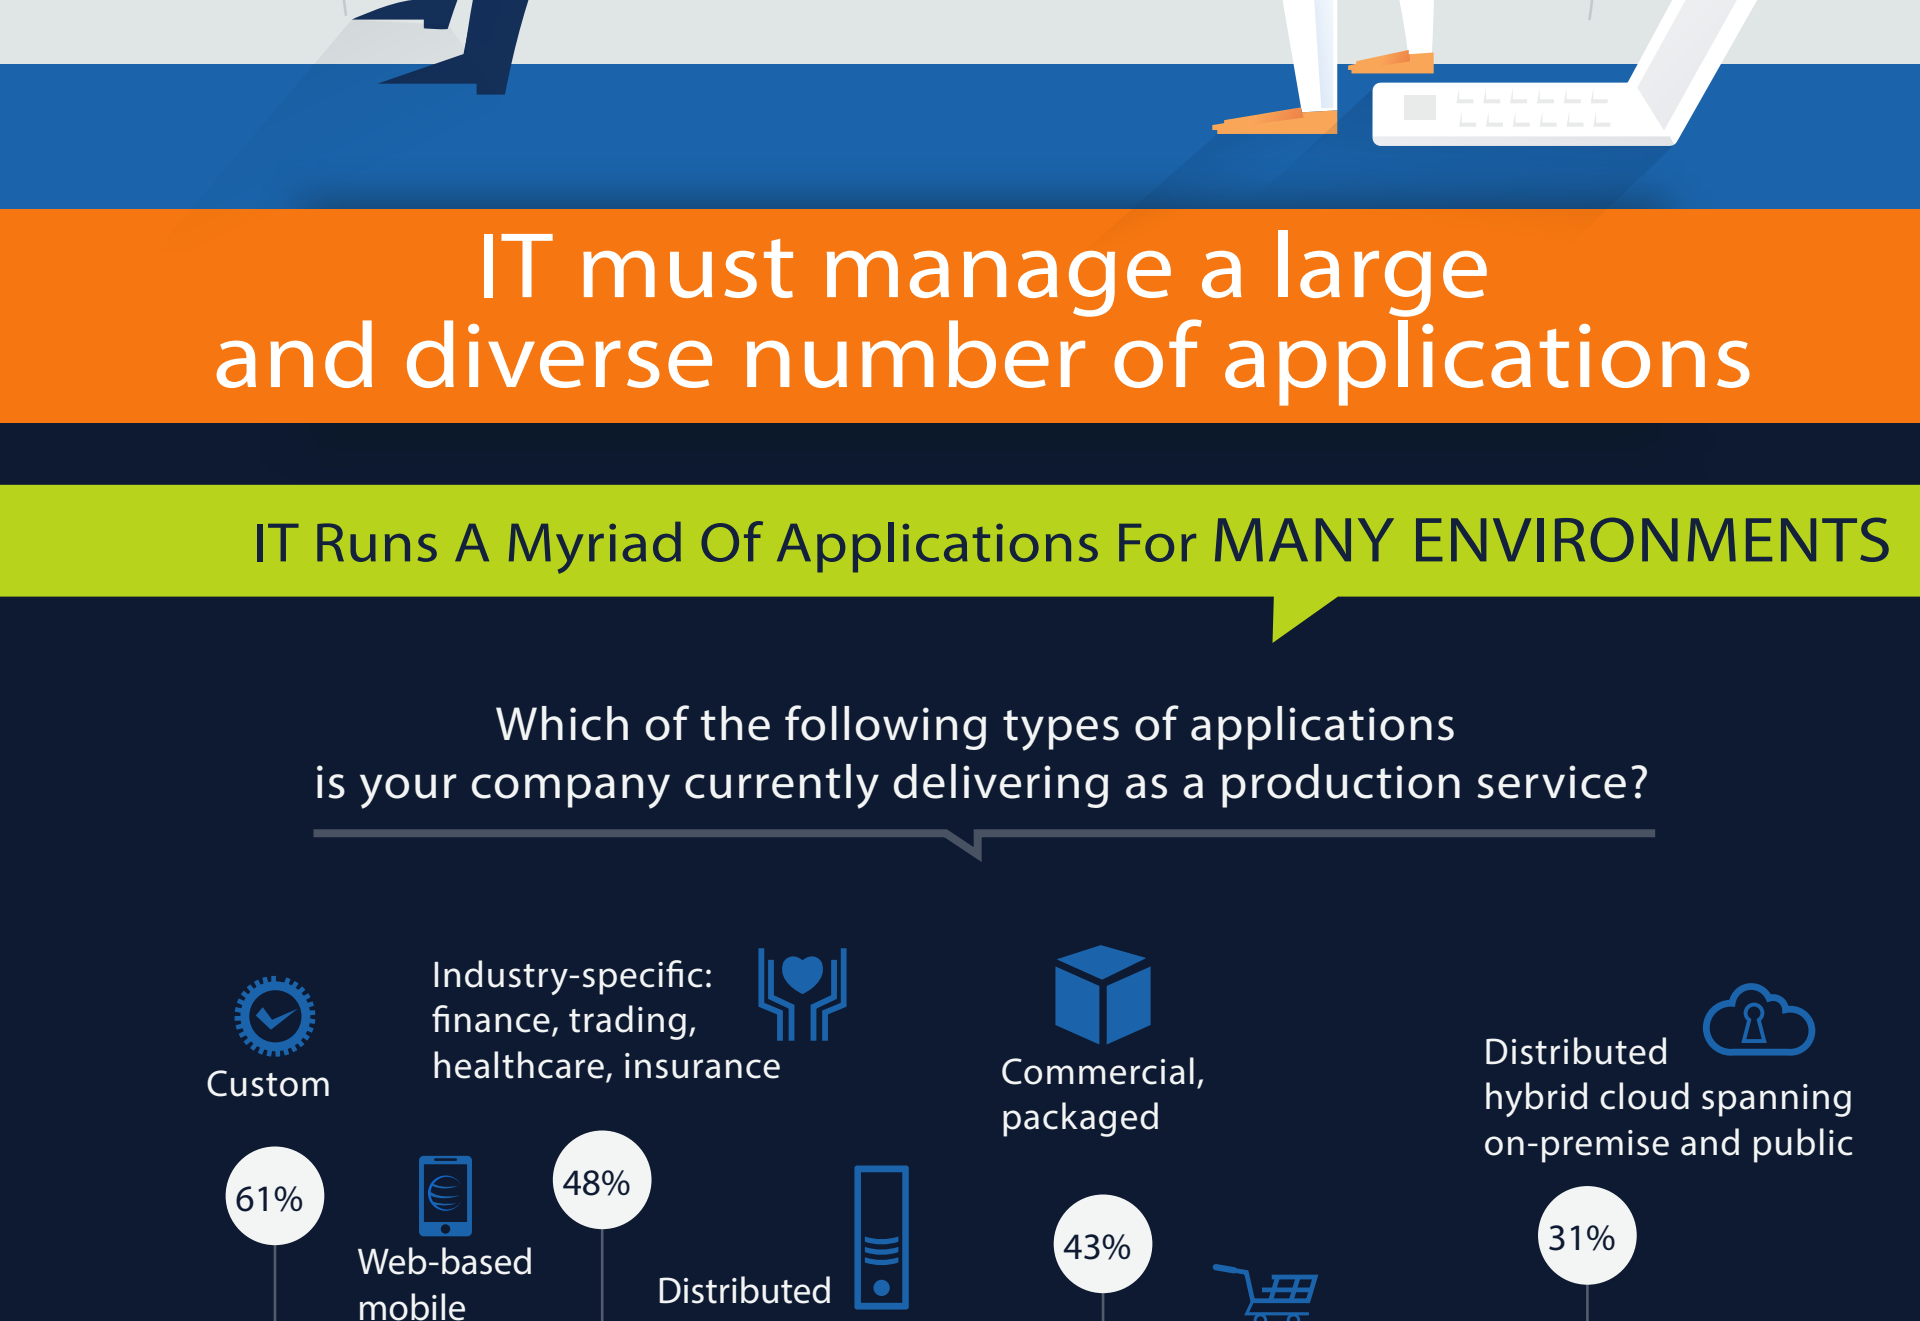 IT must manage a large
and diverse number of applications
IT Runs A Myriad Of Applications For MANY ENVIRONMENTS
Which of the following types of applications
is your company currently delivering as a production service?
Custom
61%
Industry-specific:
finance, trading,
healthcare, insurance
48%
Web-based
mobile
Distributed
Commercial,
packaged
43%
Distributed
hybrid cloud spanning
on-premise and public
31%